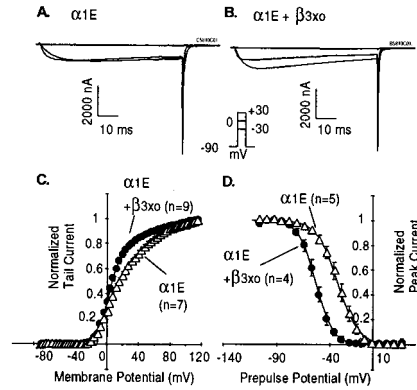 A. α1E
B. α1E + β3xo
2000 nA
10 ms
2000 nA
10 ms
+30
0
-30
-90
mV
C.
α1E
+β3xo (n=9)
α1E
(n=7)
Normalized
Tail Current
1
0.8
0.6
0.4
0.2
-80
-40
0
40
80
120
Membrane Potential (mV)
D.
α1E (n=5)
α1E
+β3xo (n=4)
Normalized
Peak Current
1
0.8
0.6
0.4
0.2
-140
-90
-40
Prepulse Potential (mV)